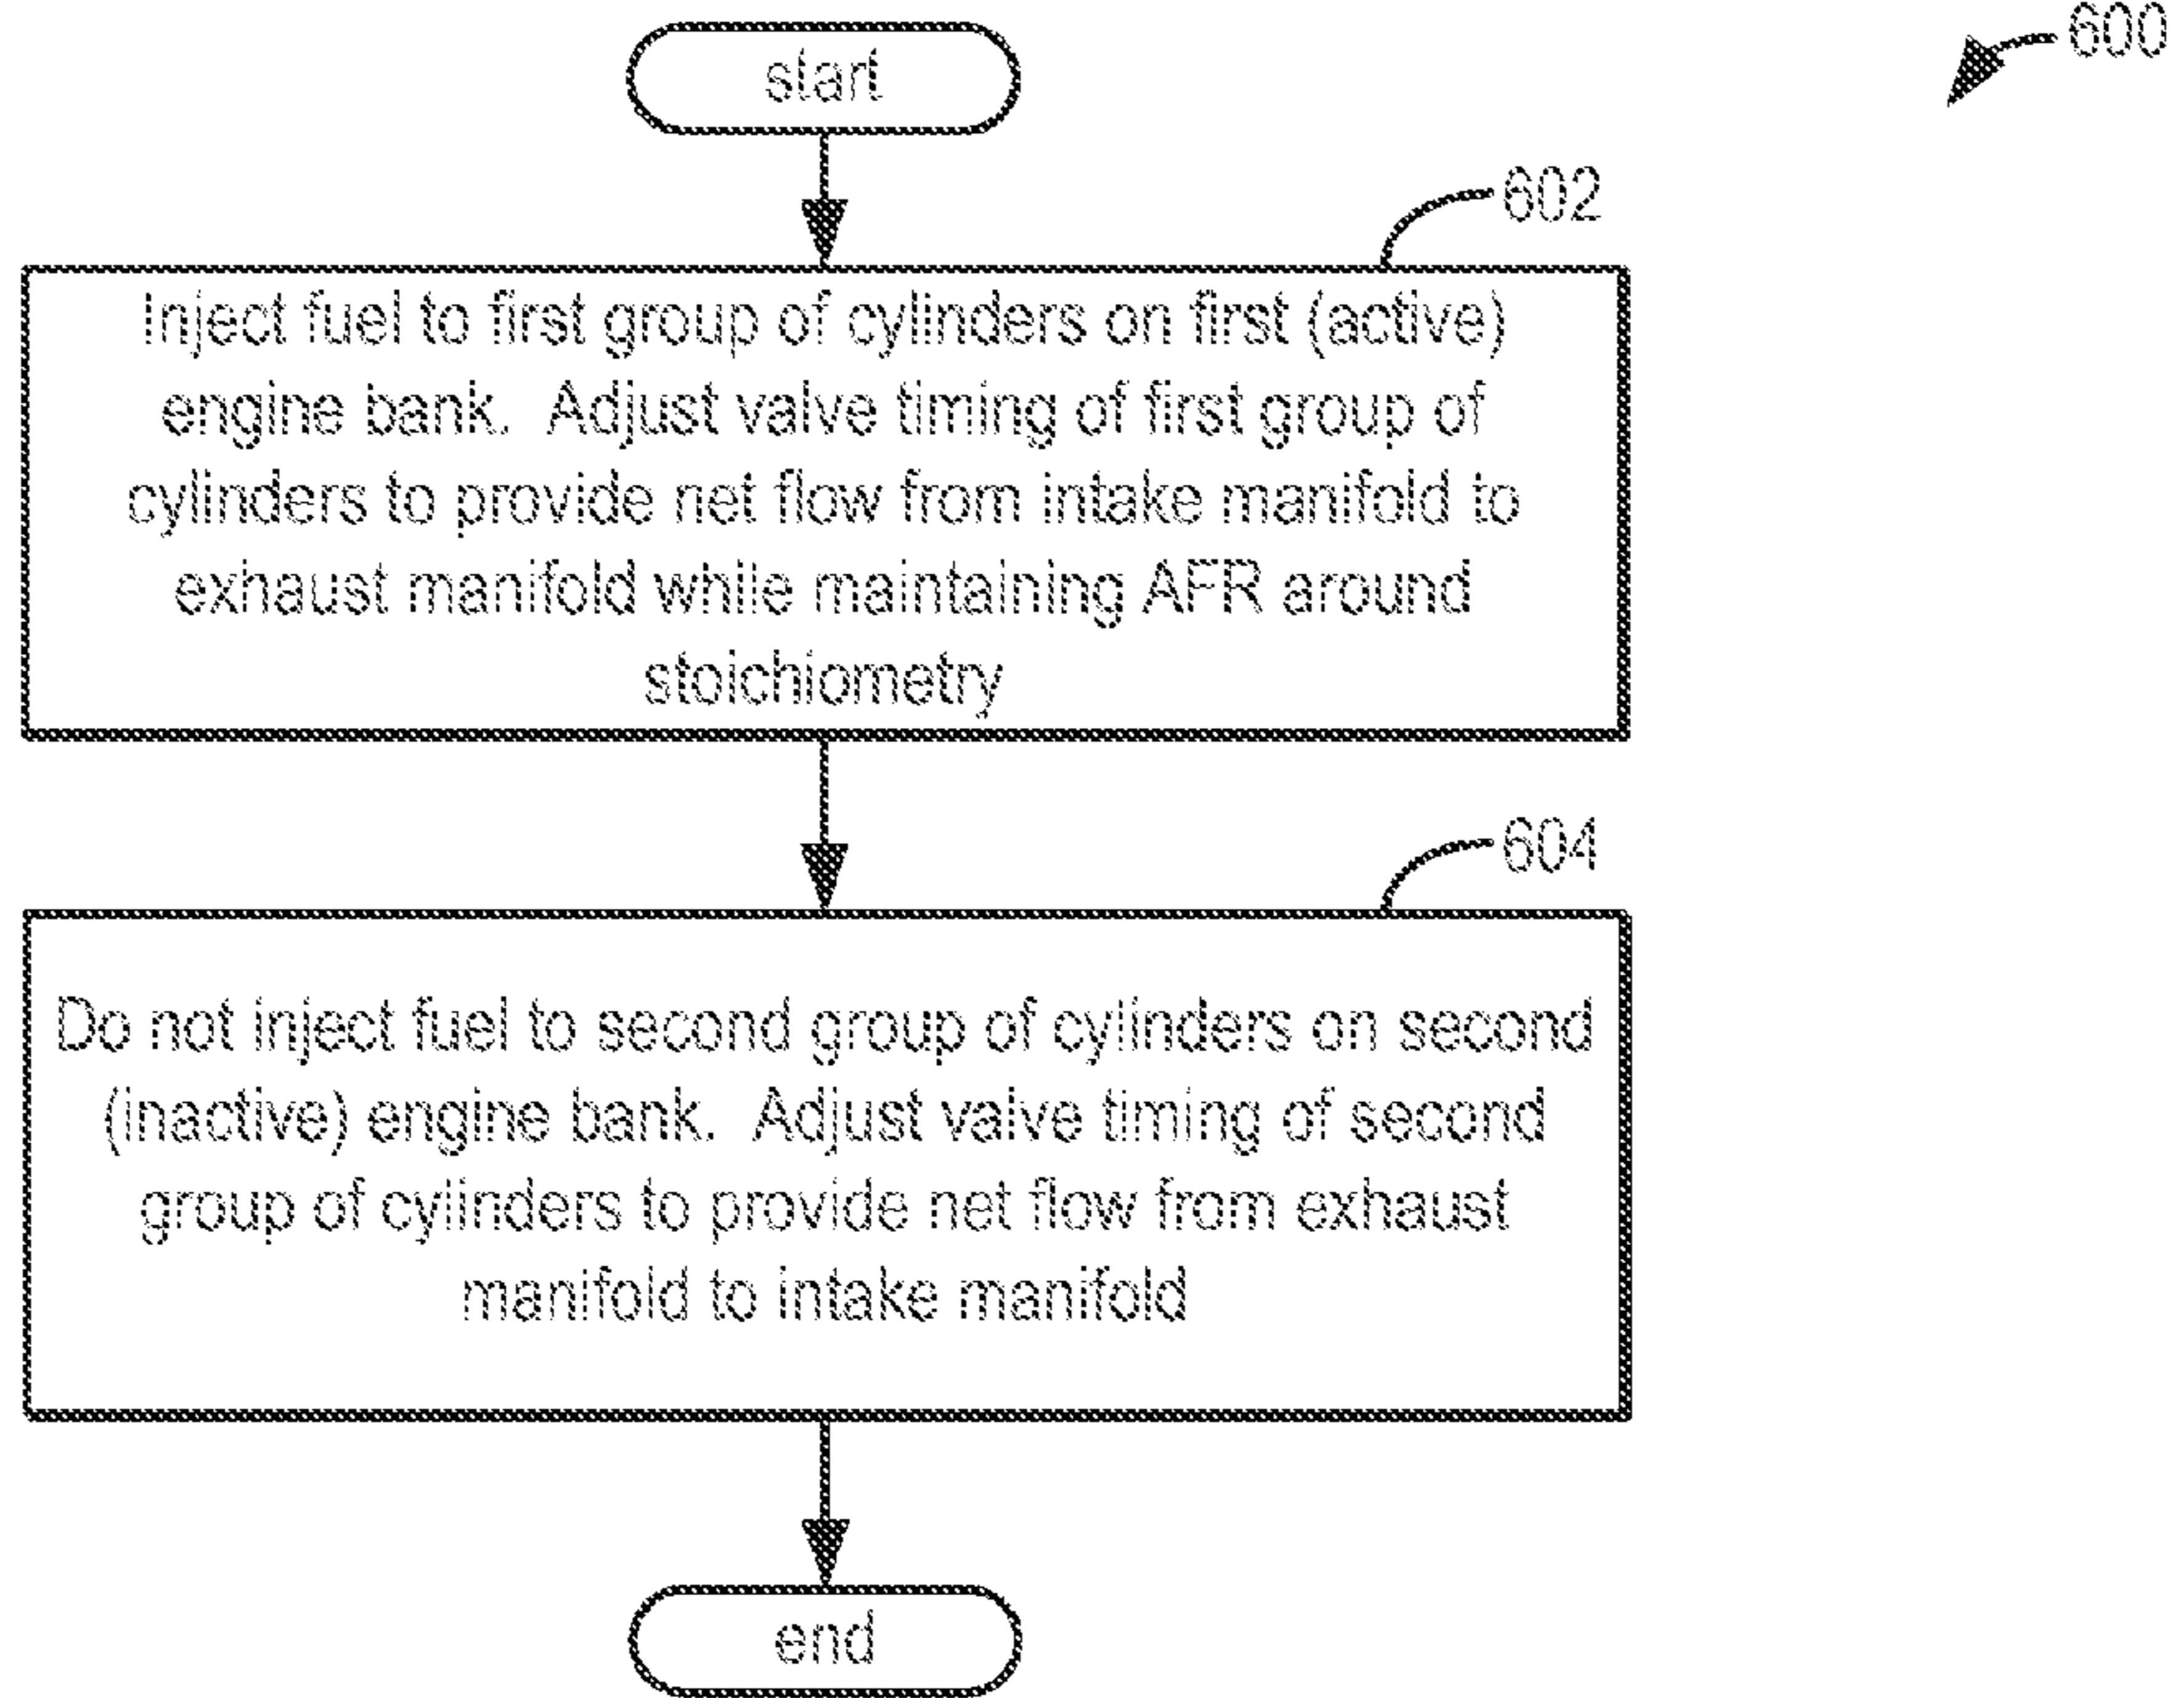 600
start
602
Inject fuel to first group of cylinders on first (active)
engine bank. Adjust valve timing of first group of
cylinders to provide net flow from intake manifold to
exhaust manifold while maintaining AFR around
stoichiometry
604
Do not inject fuel to second group of cylinders on second
(inactive) engine bank. Adjust valve timing of second
group of cylinders to provide net flow from exhaust
manifold to intake manifold
end